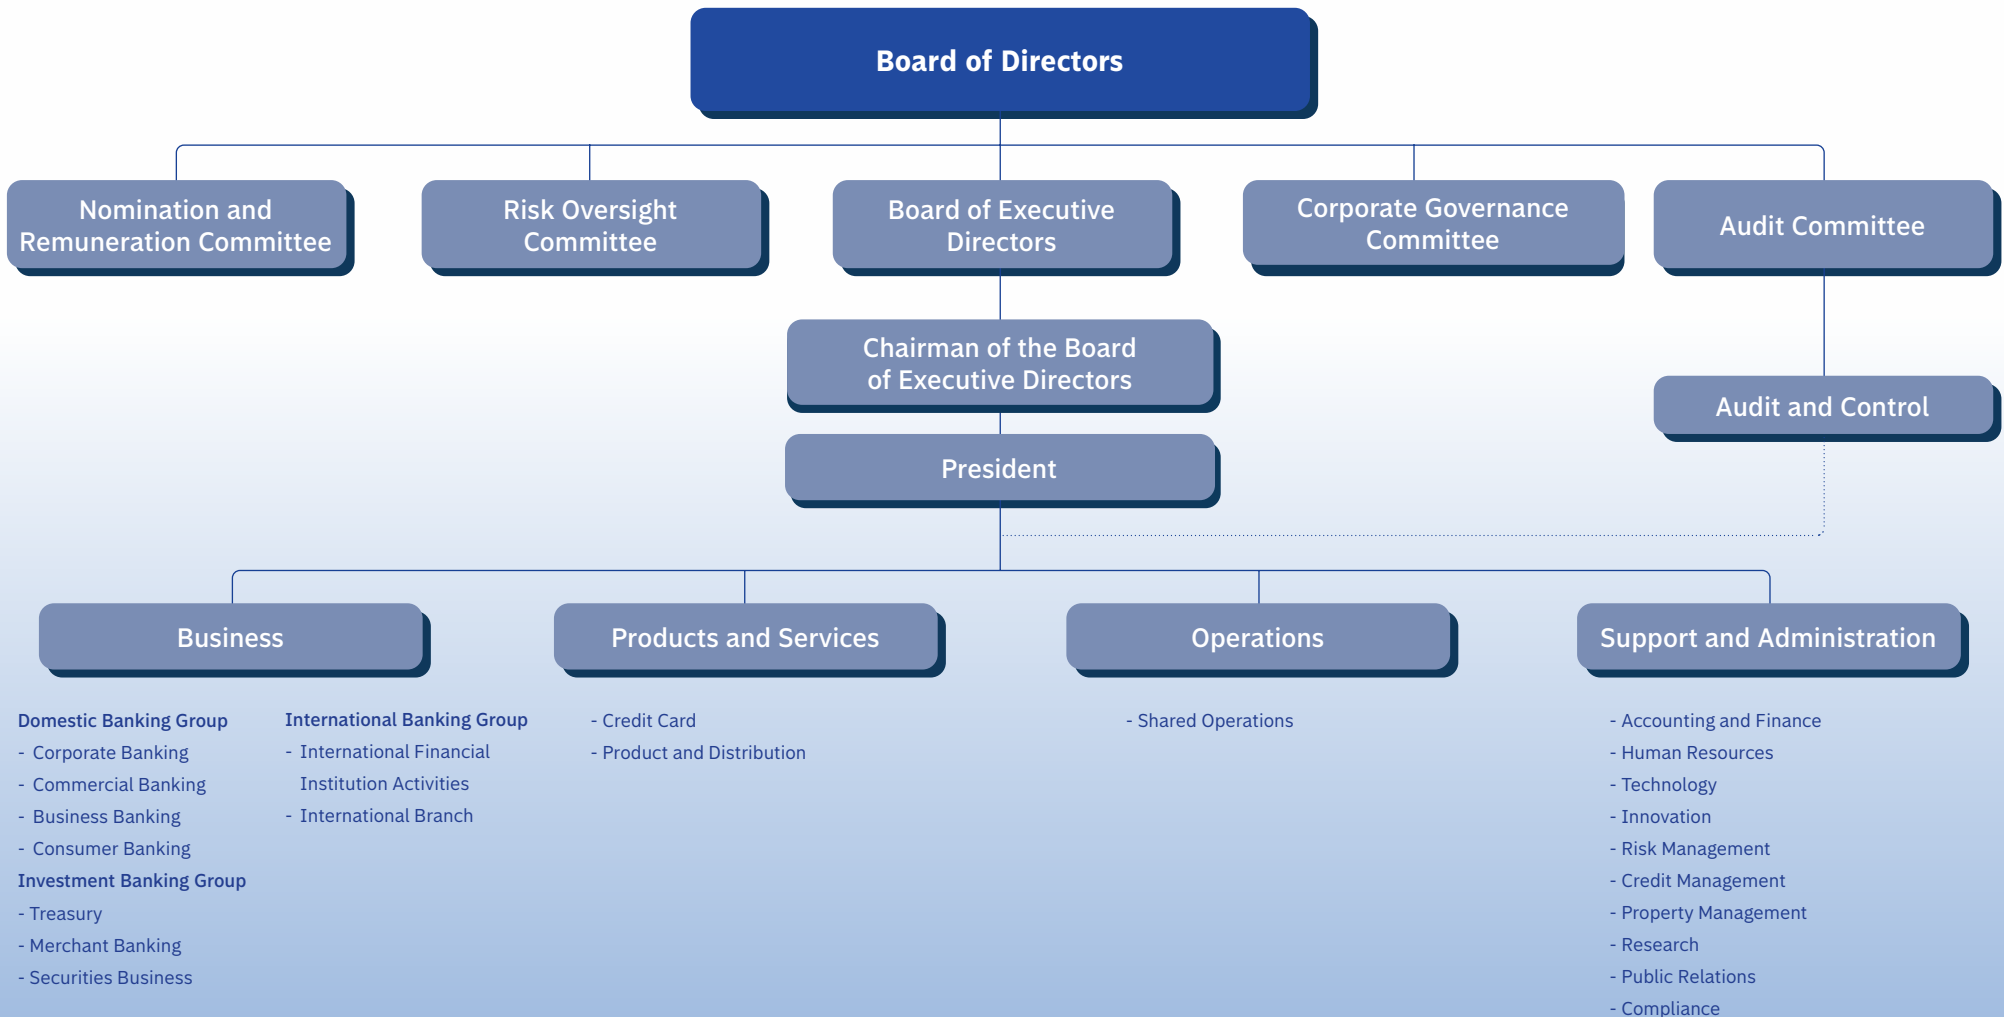 Board of Directors
Nomination and
Remuneration Committee
Risk Oversight
Committee
Board of Executive
Directors
Corporate Governance
Committee
Audit Committee
Chairman of the Board
of Executive Directors
Audit and Control
President
Business
Products and Services
Operations
Support and Administration
Domestic Banking Group
- Corporate Banking
- Commercial Banking
- Business Banking
- Consumer Banking
Investment Banking Group
- Treasury
- Merchant Banking
- Securities Business
International Banking Group
- International Financial
Institution Activities
- International Branch
- Credit Card
- Product and Distribution
- Shared Operations
- Accounting and Finance
- Human Resources
- Technology
- Innovation
- Risk Management
- Credit Management
- Property Management
- Research
- Public Relations
- Compliance